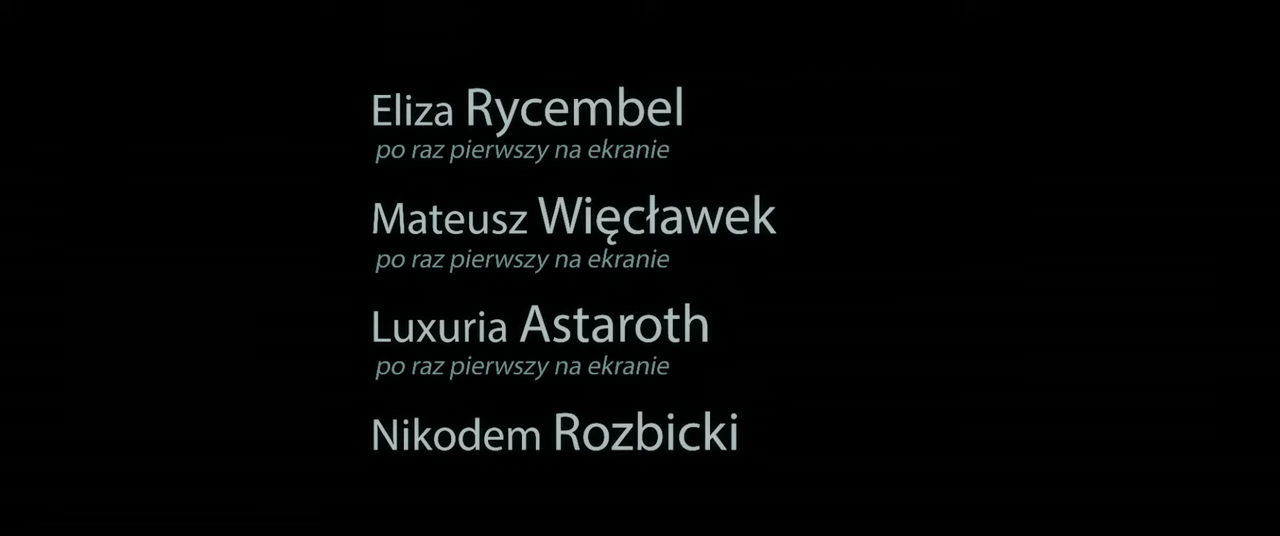 Eliza Rycembel
po raz pierwszy na ekranie
Mateusz Więcławek
po raz pierwszy na ekranie
Luxuria Astaroth
po raz pierwszy na ekranie
Nikodem Rozbicki